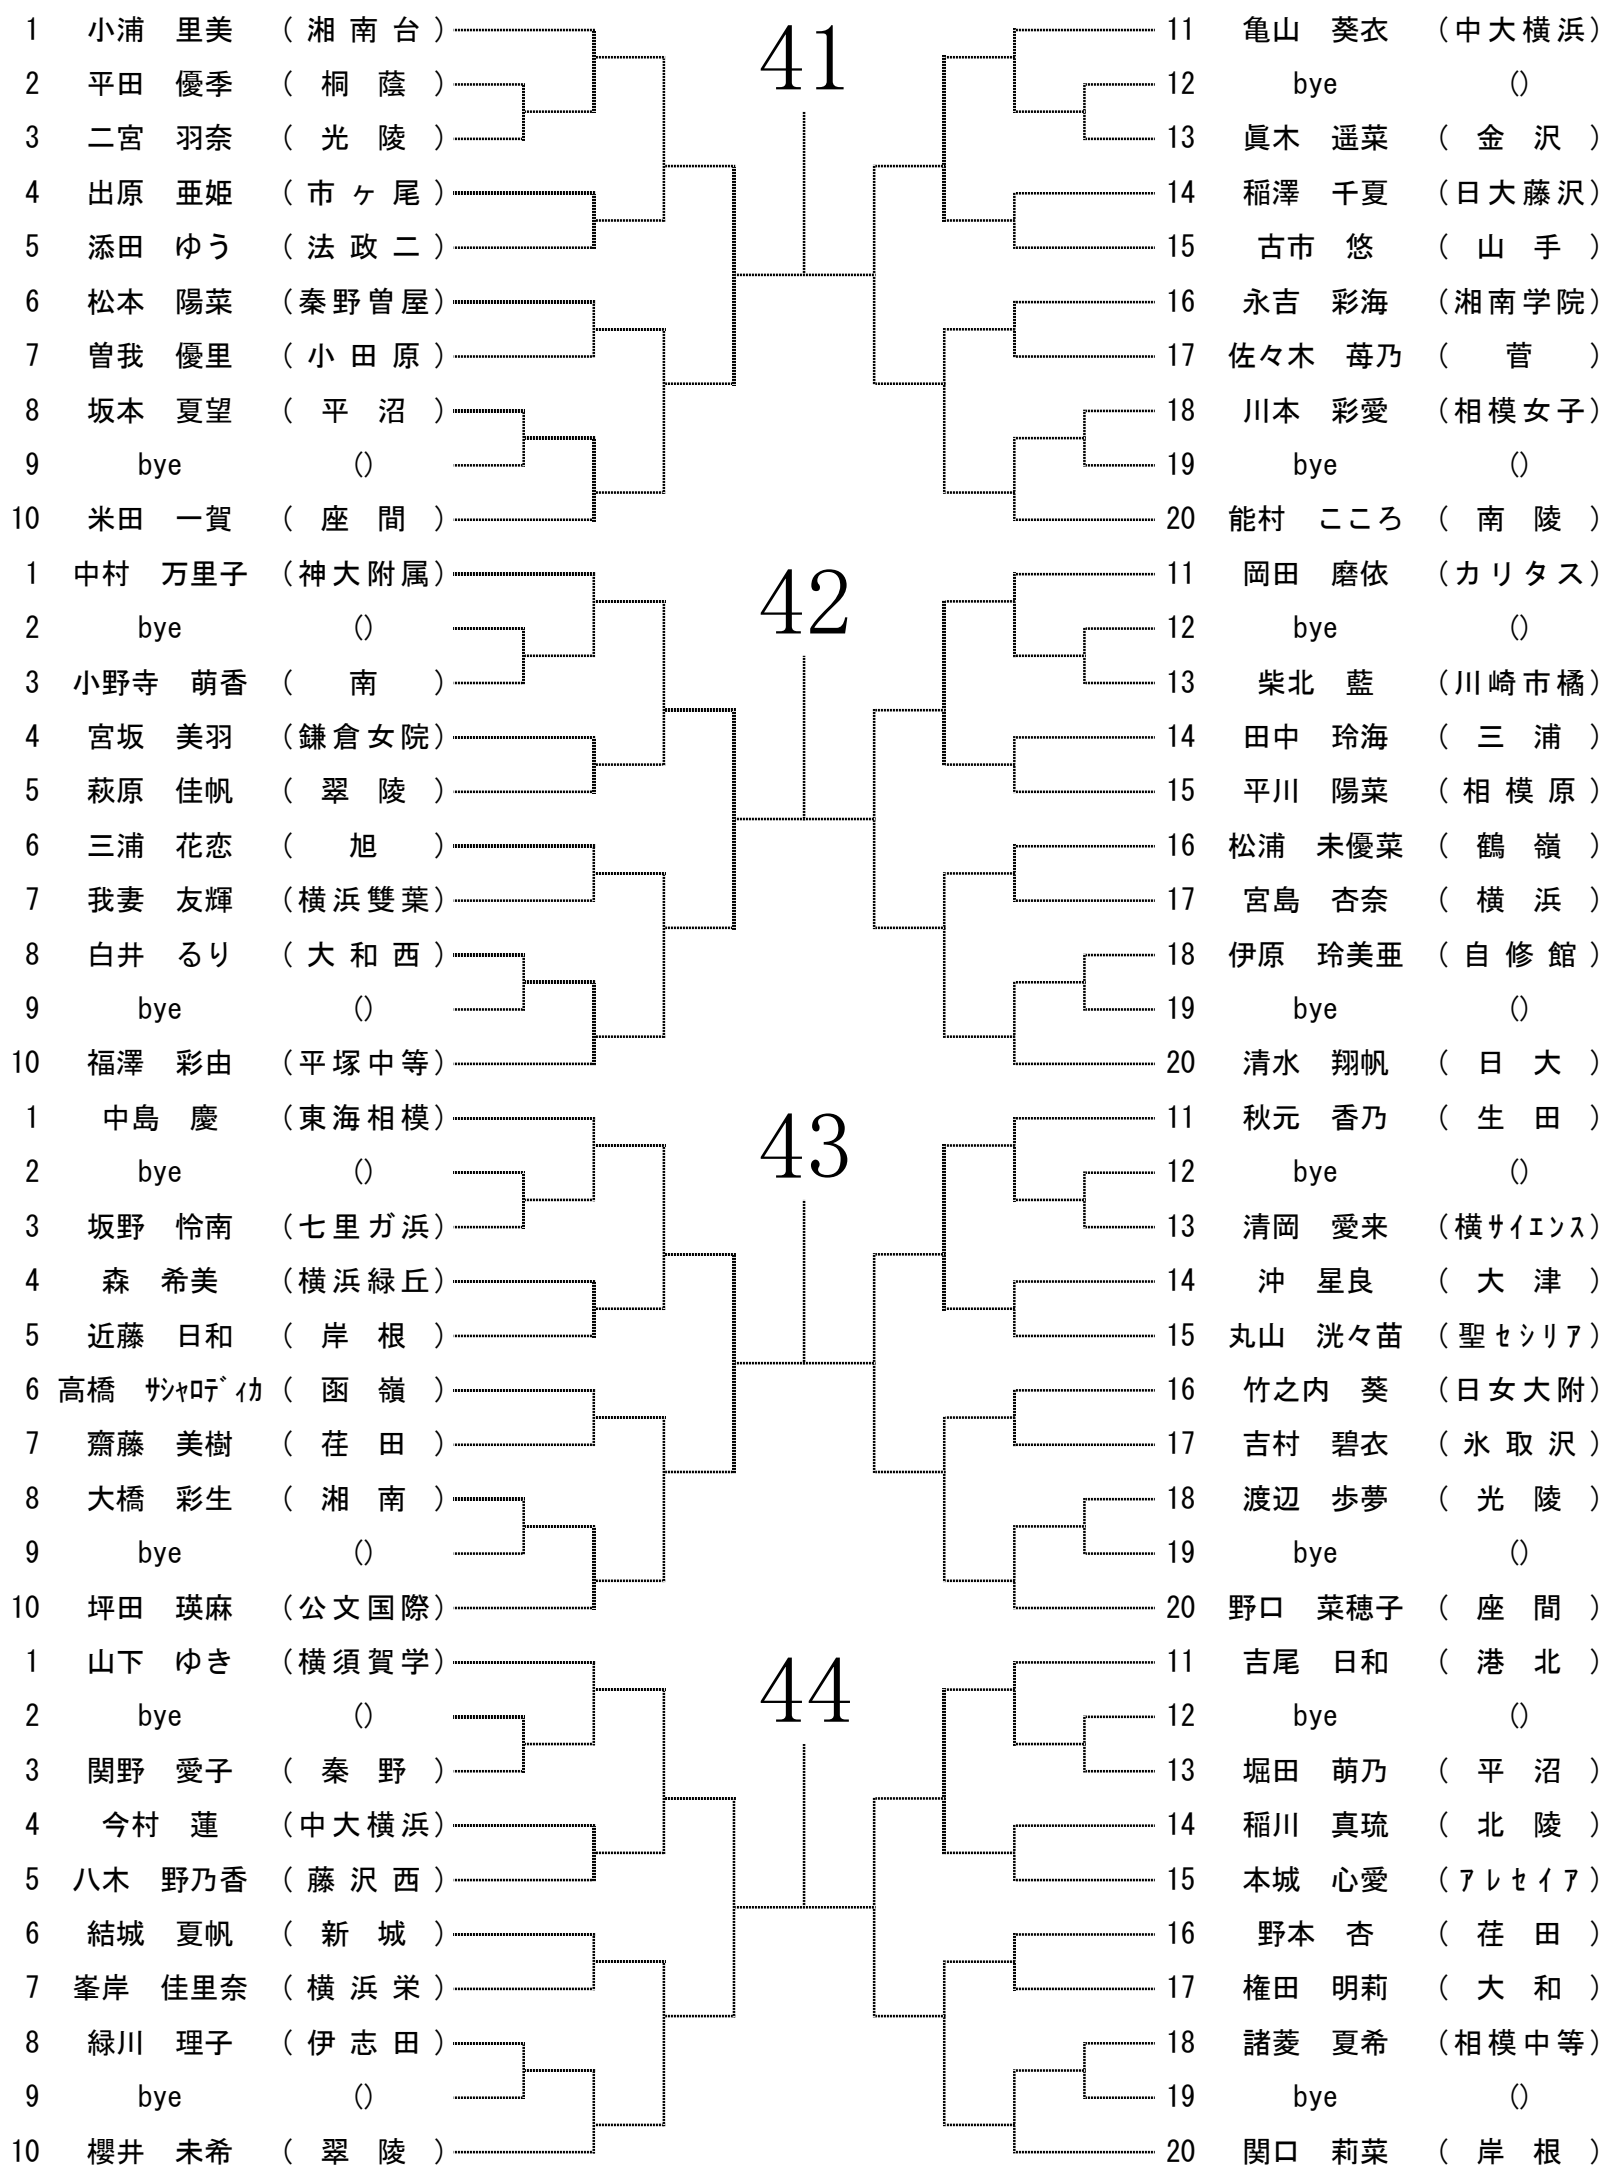 41
1 小浦 里美 (湘南台)
2 平田 優季 (桐蔭)
3 二宮 羽奈 (光陵)
4 出原 亜姫 (市ヶ尾)
5 添田 ゆう (法政二)
6 松本 陽菜 (秦野曽屋)
7 曽我 優里 (小田原)
8 坂本 夏望 (平沼)
9 bye ()
10 米田 一賀 (座間)
11 亀山 葵衣 (中大横浜)
12 bye ()
13 眞木 遥菜 (金沢)
14 稲澤 千夏 (日大藤沢)
15 古市 悠 (山手)
16 永吉 彩海 (湘南学院)
17 佐々木 苺乃 (菅)
18 川本 彩愛 (相模女子)
19 bye ()
20 能村 こころ (南陵)
42
1 中村 万里子 (神大附属)
2 bye ()
3 小野寺 萌香 (南)
4 宮坂 美羽 (鎌倉女院)
5 萩原 佳帆 (翠陵)
6 三浦 花恋 (旭)
7 我妻 友輝 (横浜雙葉)
8 白井 るり (大和西)
9 bye ()
10 福澤 彩由 (平塚中等)
11 岡田 磨依 (カリタス)
12 bye ()
13 柴北 藍 (川崎市橘)
14 田中 玲海 (三浦)
15 平川 陽菜 (相模原)
16 松浦 未優菜 (鶴嶺)
17 宮島 杏奈 (横浜)
18 伊原 玲美亜 (自修館)
19 bye ()
20 清水 翔帆 (日大)
43
1 中島 慶 (東海相模)
2 bye ()
3 坂野 怜南 (七里ガ浜)
4 森 希美 (横浜緑丘)
5 近藤 日和 (岸根)
6 高橋 ｻｼｬﾛﾃﾞｨｶ (函嶺)
7 齋藤 美樹 (荏田)
8 大橋 彩生 (湘南)
9 bye ()
10 坪田 瑛麻 (公文国際)
11 秋元 香乃 (生田)
12 bye ()
13 清岡 愛来 (横ｻｲｴﾝｽ)
14 沖 星良 (大津)
15 丸山 洸々苗 (聖ｾｼﾘｱ)
16 竹之内 葵 (日女大附)
17 吉村 碧衣 (氷取沢)
18 渡辺 歩夢 (光陵)
19 bye ()
20 野口 菜穂子 (座間)
44
1 山下 ゆき (横須賀学)
2 bye ()
3 関野 愛子 (秦野)
4 今村 蓮 (中大横浜)
5 八木 野乃香 (藤沢西)
6 結城 夏帆 (新城)
7 峯岸 佳里奈 (横浜栄)
8 緑川 理子 (伊志田)
9 bye ()
10 櫻井 未希 (翠陵)
11 吉尾 日和 (港北)
12 bye ()
13 堀田 萌乃 (平沼)
14 稲川 真琉 (北陵)
15 本城 心愛 (ｱﾚｾｲｱ)
16 野本 杏 (荏田)
17 権田 明莉 (大和)
18 諸菱 夏希 (相模中等)
19 bye ()
20 関口 莉菜 (岸根)